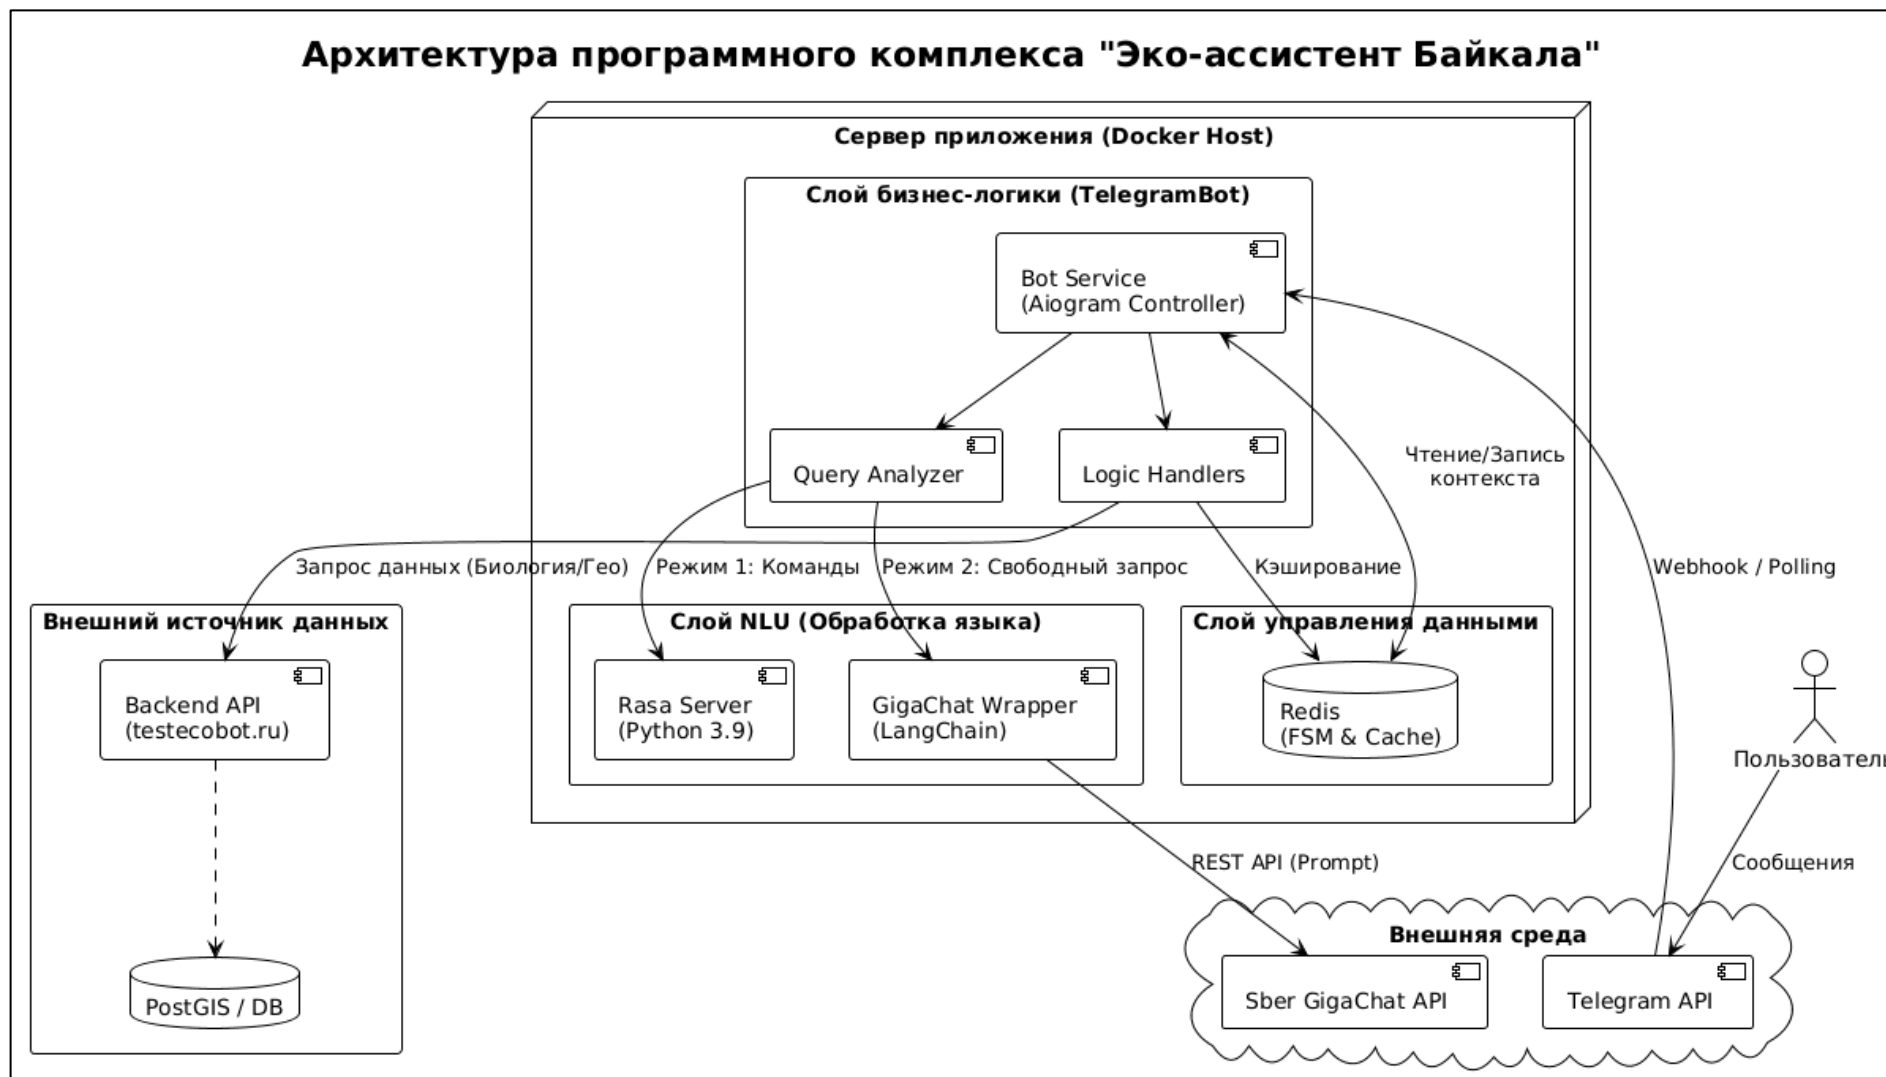 Архитектура программного комплекса "Эко-ассистент Байкала"
Сервер приложения (Docker Host)
Слой бизнес-логики (TelegramBot)
Bot Service
(Aiogram Controller)
Query Analyzer
Logic Handlers
Чтение/Запись
контекста
Запрос данных (Биология/Гео)
Режим 1: Команды
Режим 2: Свободный запрос
Кэширование
Webhook / Polling
Внешний источник данных
Слой NLU (Обработка языка)
Слой управления данными
Backend API
(testecobot.ru)
Rasa Server
(Python 3.9)
GigaChat Wrapper
(LangChain)
Redis
(FSM & Cache)
Пользователь
REST API (Prompt)
Сообщения
Внешняя среда
PostGIS / DB
Sber GigaChat API
Telegram API